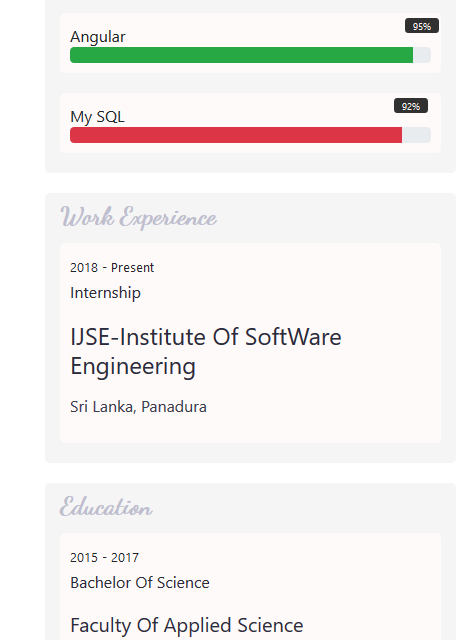 95%
Angular
92%
My SQL
Work Experience
2018 - Present
Internship
IJSE-Institute Of SoftWare
Engineering
Sri Lanka, Panadura
Education
2015 - 2017
Bachelor Of Science
Faculty Of Applied Science